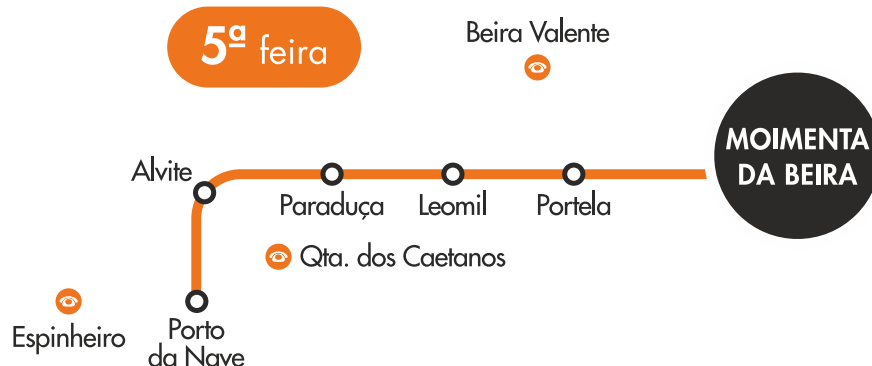 5ª feira
Beira Valente
MOIMENTA
DA BEIRA
Alvite
Paraduça
Leomil
Portela
Qta. dos Caetanos
Espinheiro
Porto
da Nave